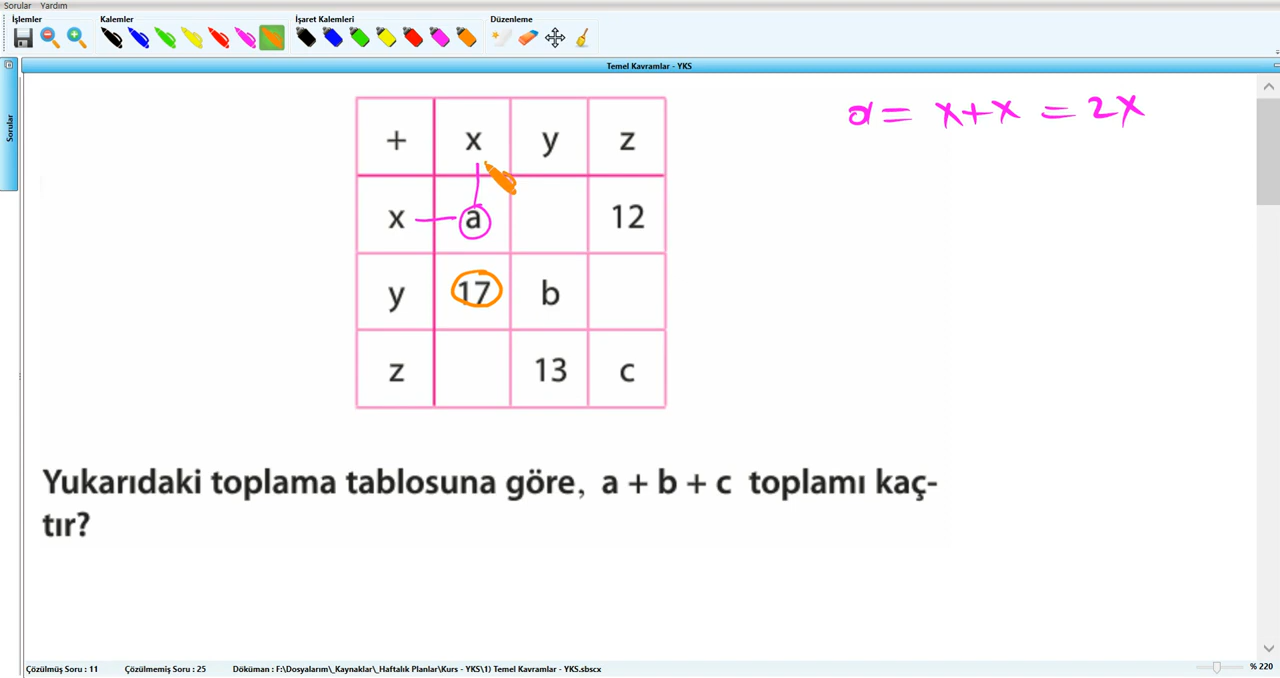 Sorular Yardım
İşlemler Kalemler İşaret Kalemleri Düzenleme
Temel Kavramlar - YKS
Sorular
a = x+x = 2x
+ x y z
x a 12
y 17 b
z 13 c
Yukarıdaki toplama tablosuna göre, a + b + c toplamı kaç-
tır?
Çözülmüş Soru : 11 Çözülmemiş Soru : 25 Döküman : F:\Dosyalarım\_Kaynaklar\_Haftalık Planlar\Kurs - YKS\1) Temel Kavramlar - YKS.sbscx % 220